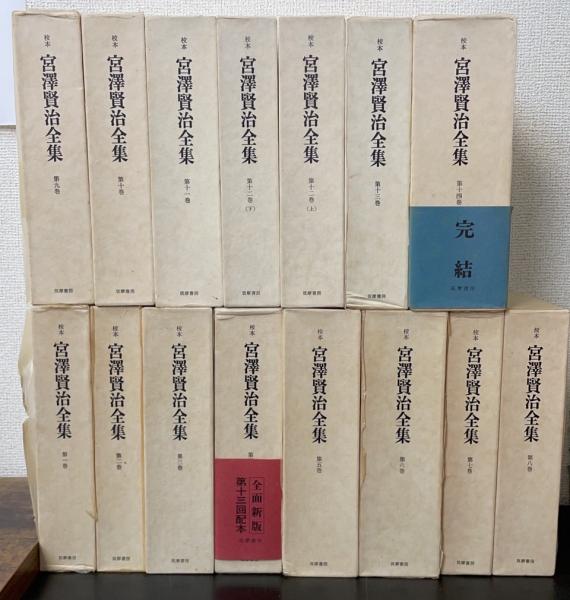 校本
宮澤賢治全集
第九巻
筑摩書房
校本
宮澤賢治全集
第十巻
筑摩書房
校本
宮澤賢治全集
第十一巻
筑摩書房
校本
宮澤賢治全集
第十二巻
(下)
筑摩書房
校本
宮澤賢治全集
第十二巻
(上)
筑摩書房
校本
宮澤賢治全集
第十三巻
筑摩書房
校本
宮澤賢治全集
第十四巻
完結
筑摩書房
校本
宮澤賢治全集
第一巻
筑摩書房
校本
宮澤賢治全集
第二巻
筑摩書房
校本
宮澤賢治全集
第三巻
筑摩書房
校本
宮澤賢治全集
第
全面新版
第十三回配本
筑摩書房
校本
宮澤賢治全集
第五巻
筑摩書房
校本
宮澤賢治全集
第六巻
筑摩書房
校本
宮澤賢治全集
第七巻
筑摩書房
校本
宮澤賢治全集
第八巻
筑摩書房